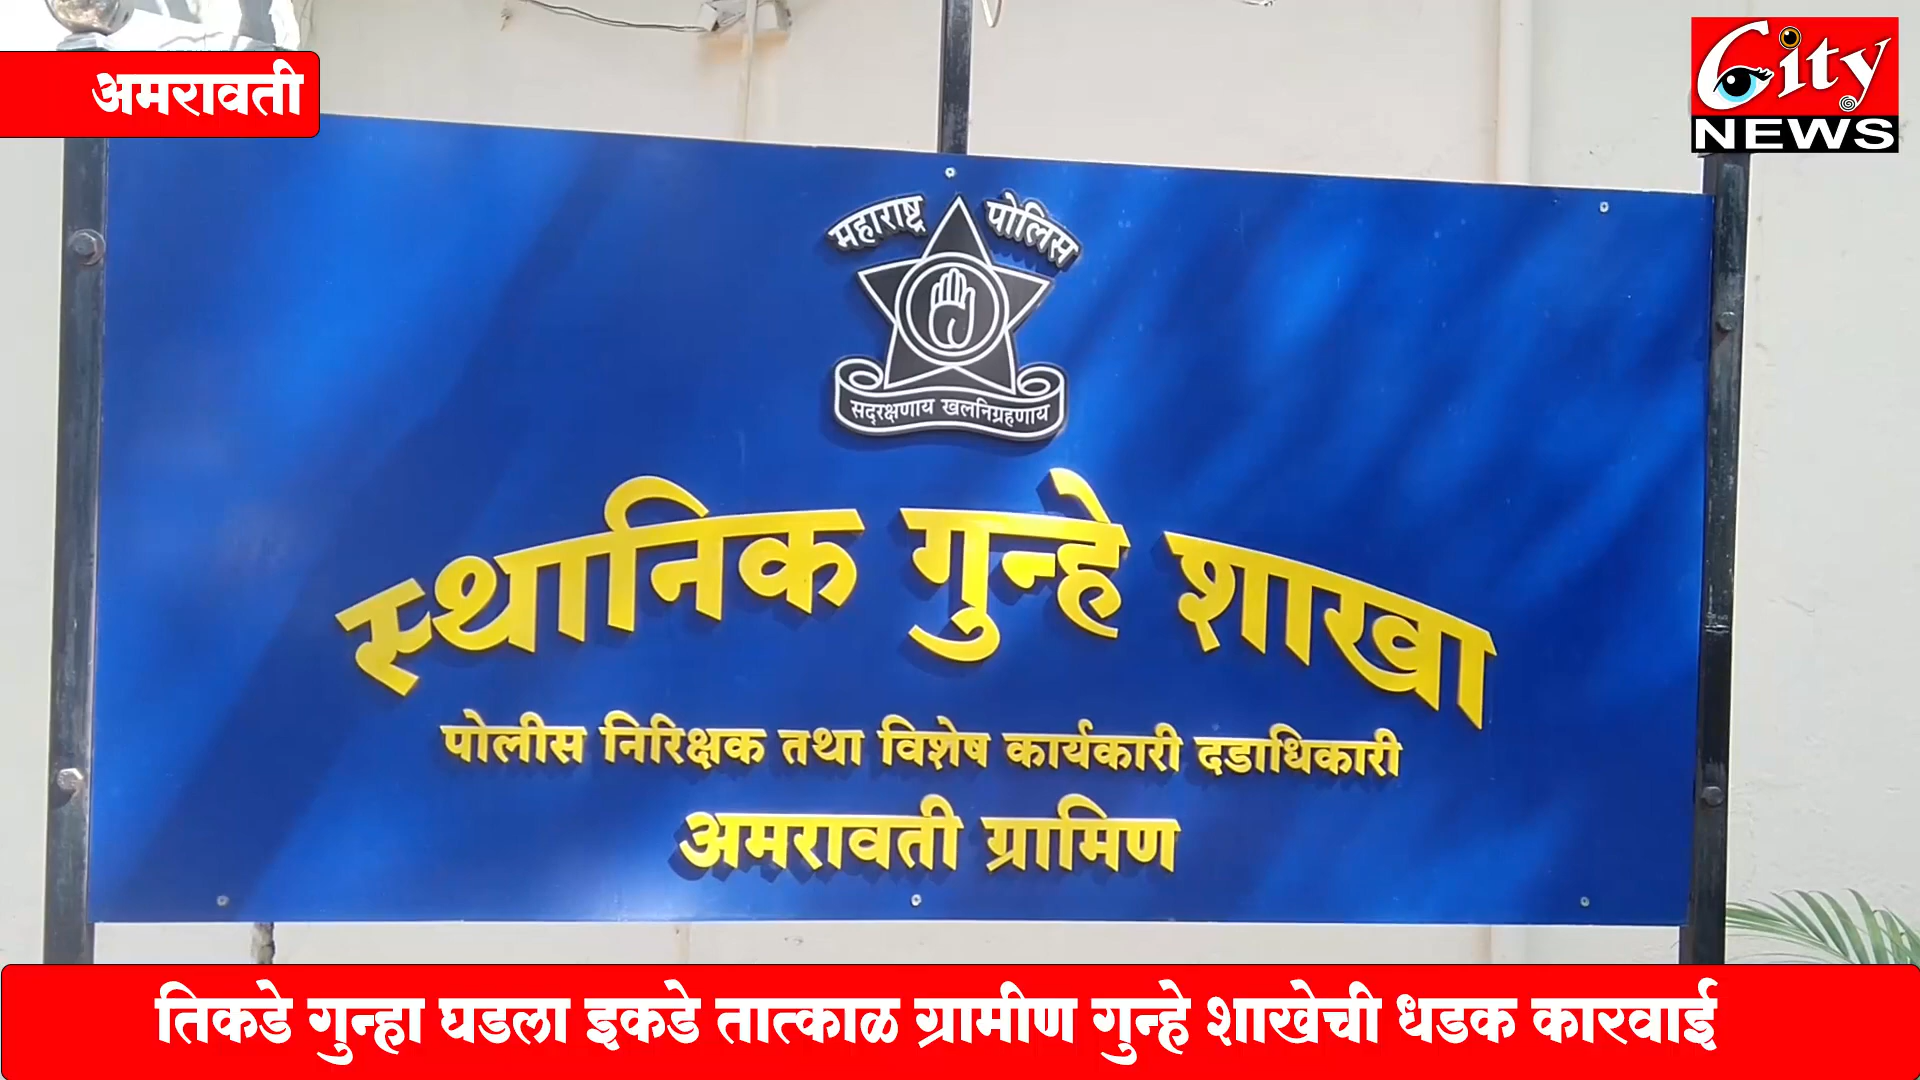 अमरावती
City
NEWS
महाराष्ट्र पोलिस
सद्रक्षणाय खलनिग्रहणाय
स्थानिक गुन्हे शाखा
पोलीस निरिक्षक तथा विशेष कार्यकारी दडाधिकारी
अमरावती ग्रामिण
तिकडे गुन्हा घडला इकडे तात्काळ ग्रामीण गुन्हे शाखेची धडक कारवाई